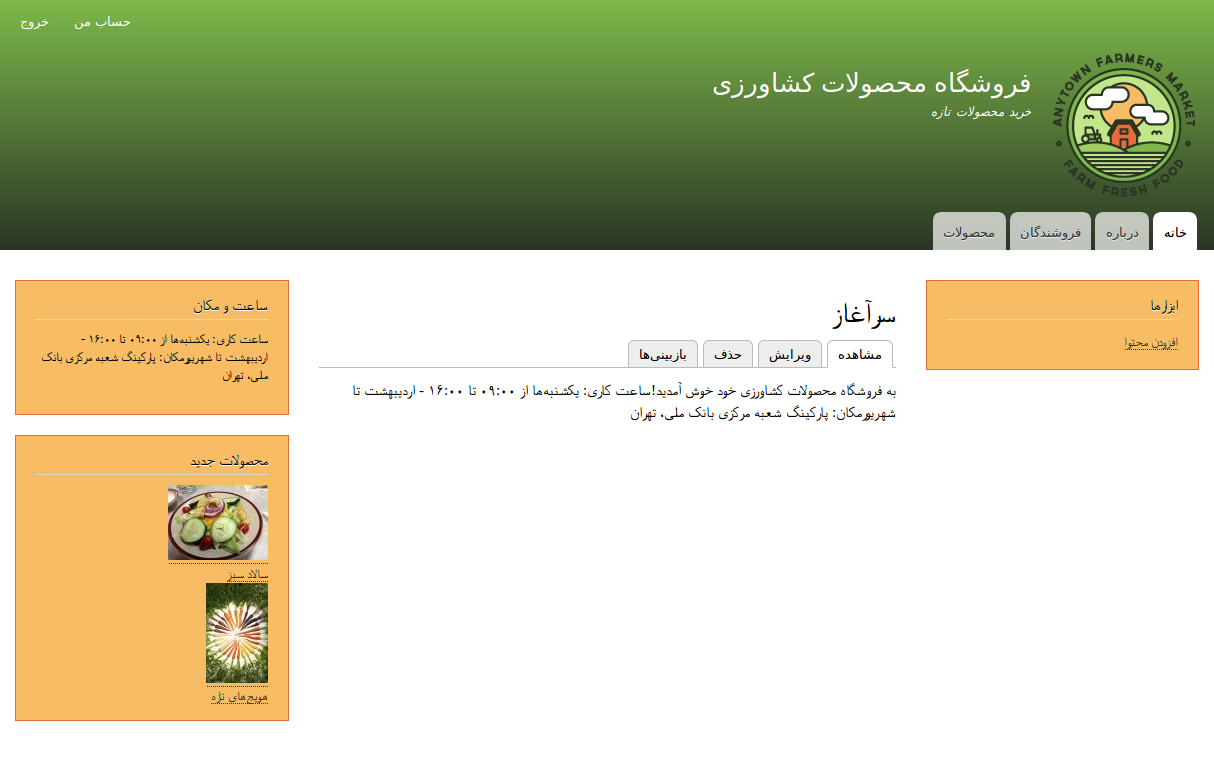 حساب من
خروج
ANYTOWN FARMERS MARKET
FARM FRESH FOOD
فروشگاه محصولات کشاورزی
خرید محصولات تازه
خانه
درباره
فروشندگان
محصولات
ابزارها
افزودن محتوا
سرآغاز
مشاهده
ویرایش
حذف
بازبینی‌ها
به فروشگاه محصولات کشاورزی خود خوش آمدید!ساعت کاری: یکشنبه‌ها از ۰۹:۰۰ تا ۱۶:۰۰ - اردیبهشت تا
شهریورمکان: پارکینگ شعبه مرکزی بانک ملی، تهران
ساعت و مکان
ساعت کاری: یکشنبه‌ها از ۰۹:۰۰ تا ۱۶:۰۰ -
اردیبهشت تا شهریورمکان: پارکینگ شعبه مرکزی بانک
ملی، تهران
محصولات جدید
سالاد سبز
هویج‌های تازه